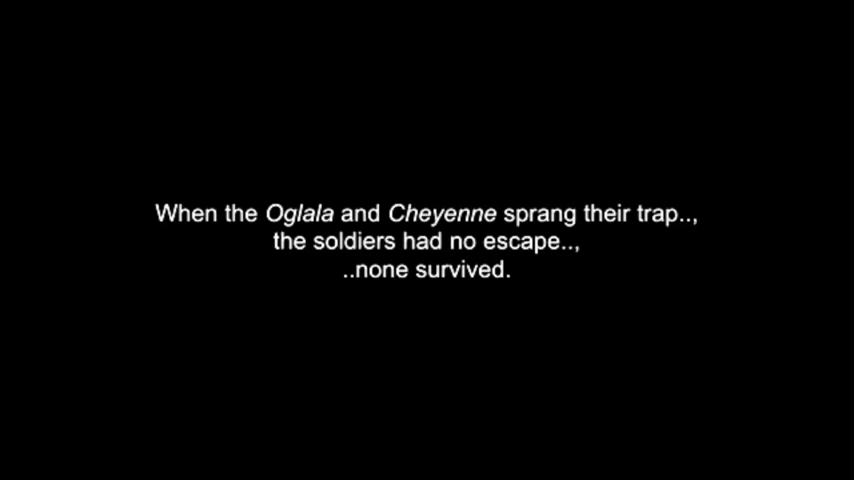 When the Oglala and Cheyenne sprang their trap..,
the soldiers had no escape..,
..none survived.